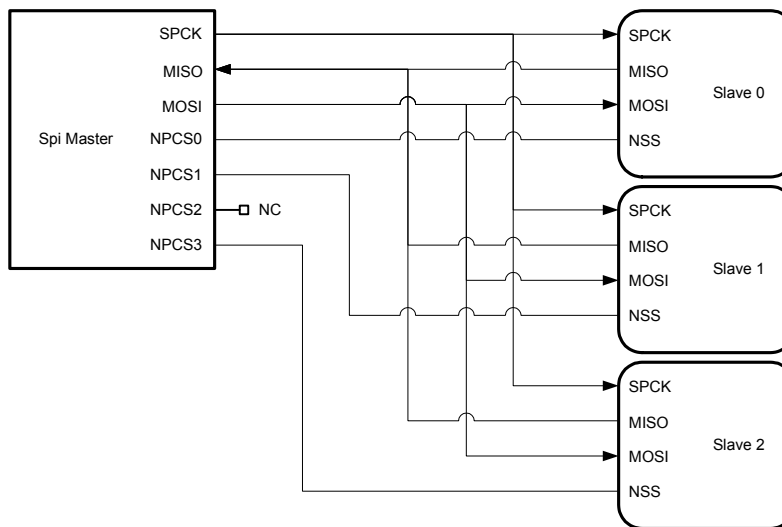 SPCK
MISO
MOSI
Spi Master
NPCS0
NPCS1
NPCS2
NC
NPCS3
SPCK
MISO
Slave 0
MOSI
NSS
SPCK
MISO
Slave 1
MOSI
NSS
SPCK
MISO
Slave 2
MOSI
NSS